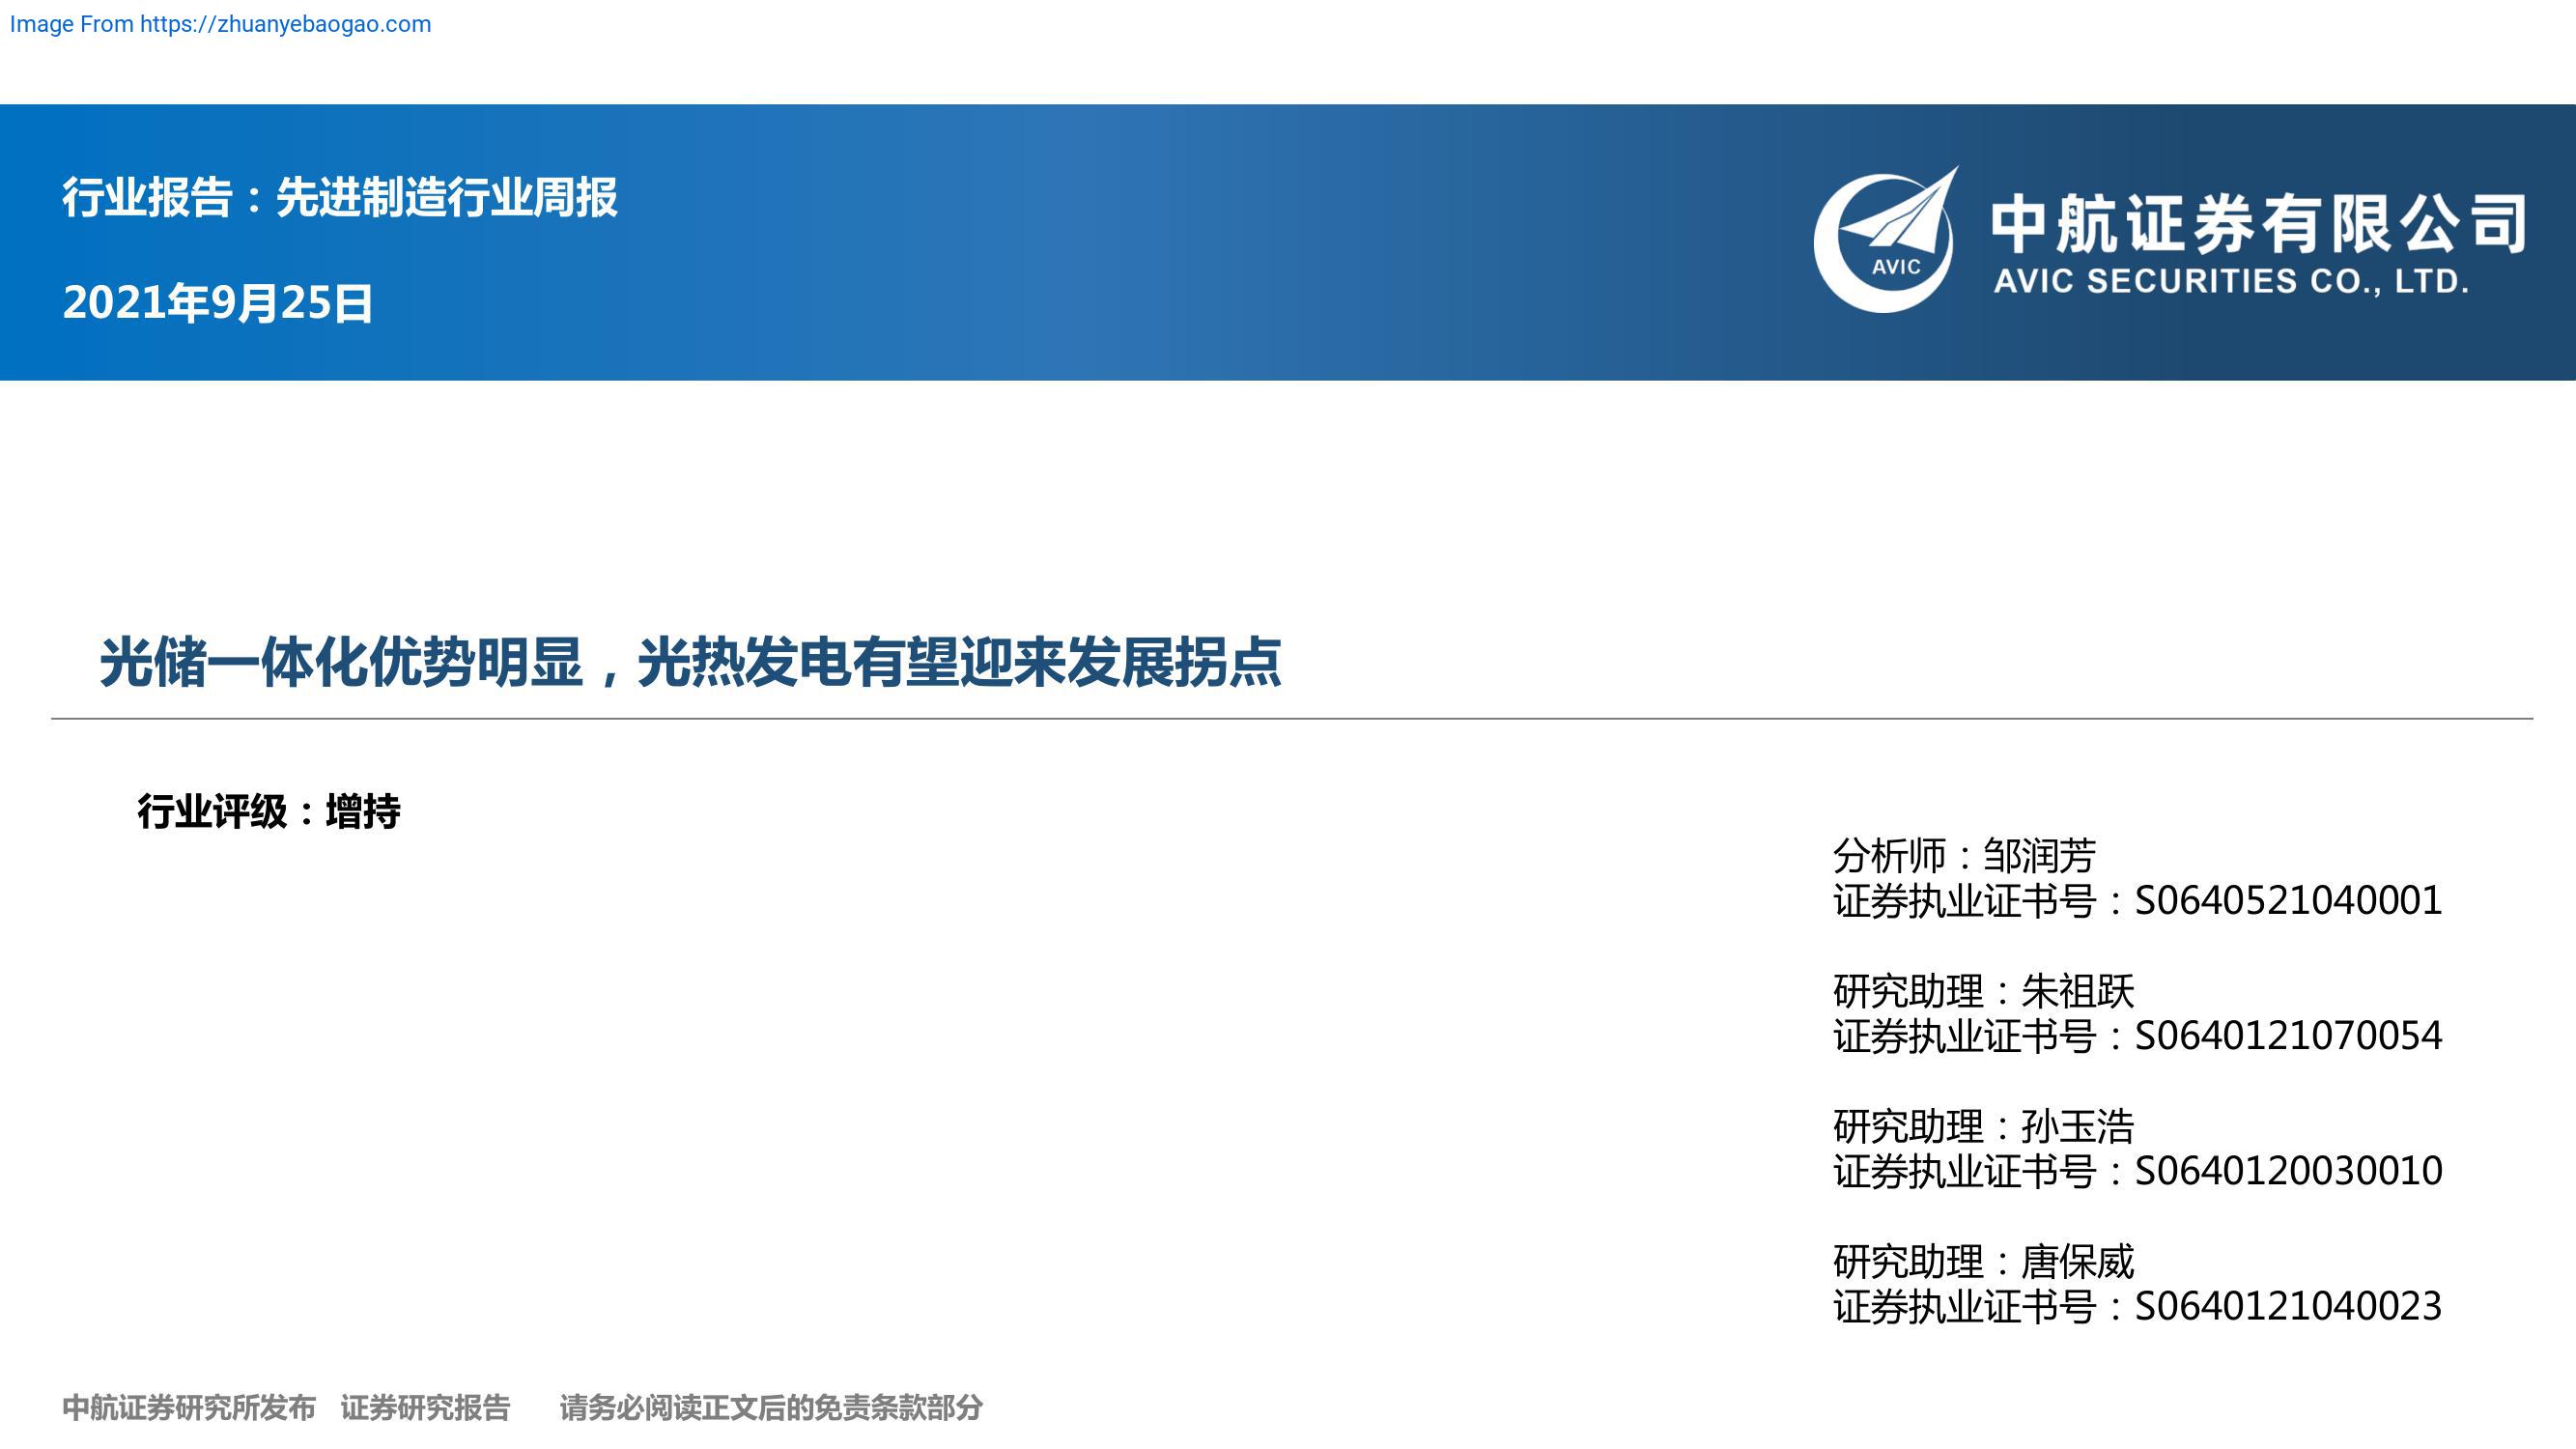 Image From https://zhuanyebaogao.com
行业报告：先进制造行业周报
2021年9月25日
AVIC
中航证券有限公司
AVIC SECURITIES CO., LTD.
光储一体化优势明显，光热发电有望迎来发展拐点
行业评级：增持
分析师：邹润芳
证券执业证书号：S0640521040001
研究助理：朱祖跃
证券执业证书号：S0640121070054
研究助理：孙玉浩
证券执业证书号：S0640120030010
研究助理：唐保威
证券执业证书号：S0640121040023
中航证券研究所发布 证券研究报告 请务必阅读正文后的免责条款部分